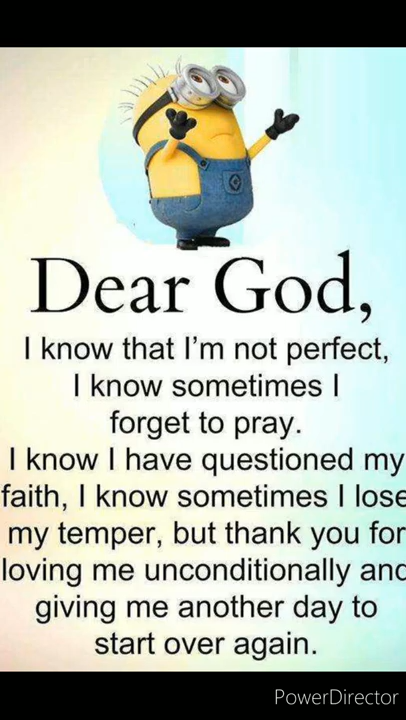 Dear God,
I know that I'm not perfect,
I know sometimes I
forget to pray.
I know I have questioned my
faith, I know sometimes I lose
my temper, but thank you for
loving me unconditionally and
giving me another day to
start over again.
PowerDirector